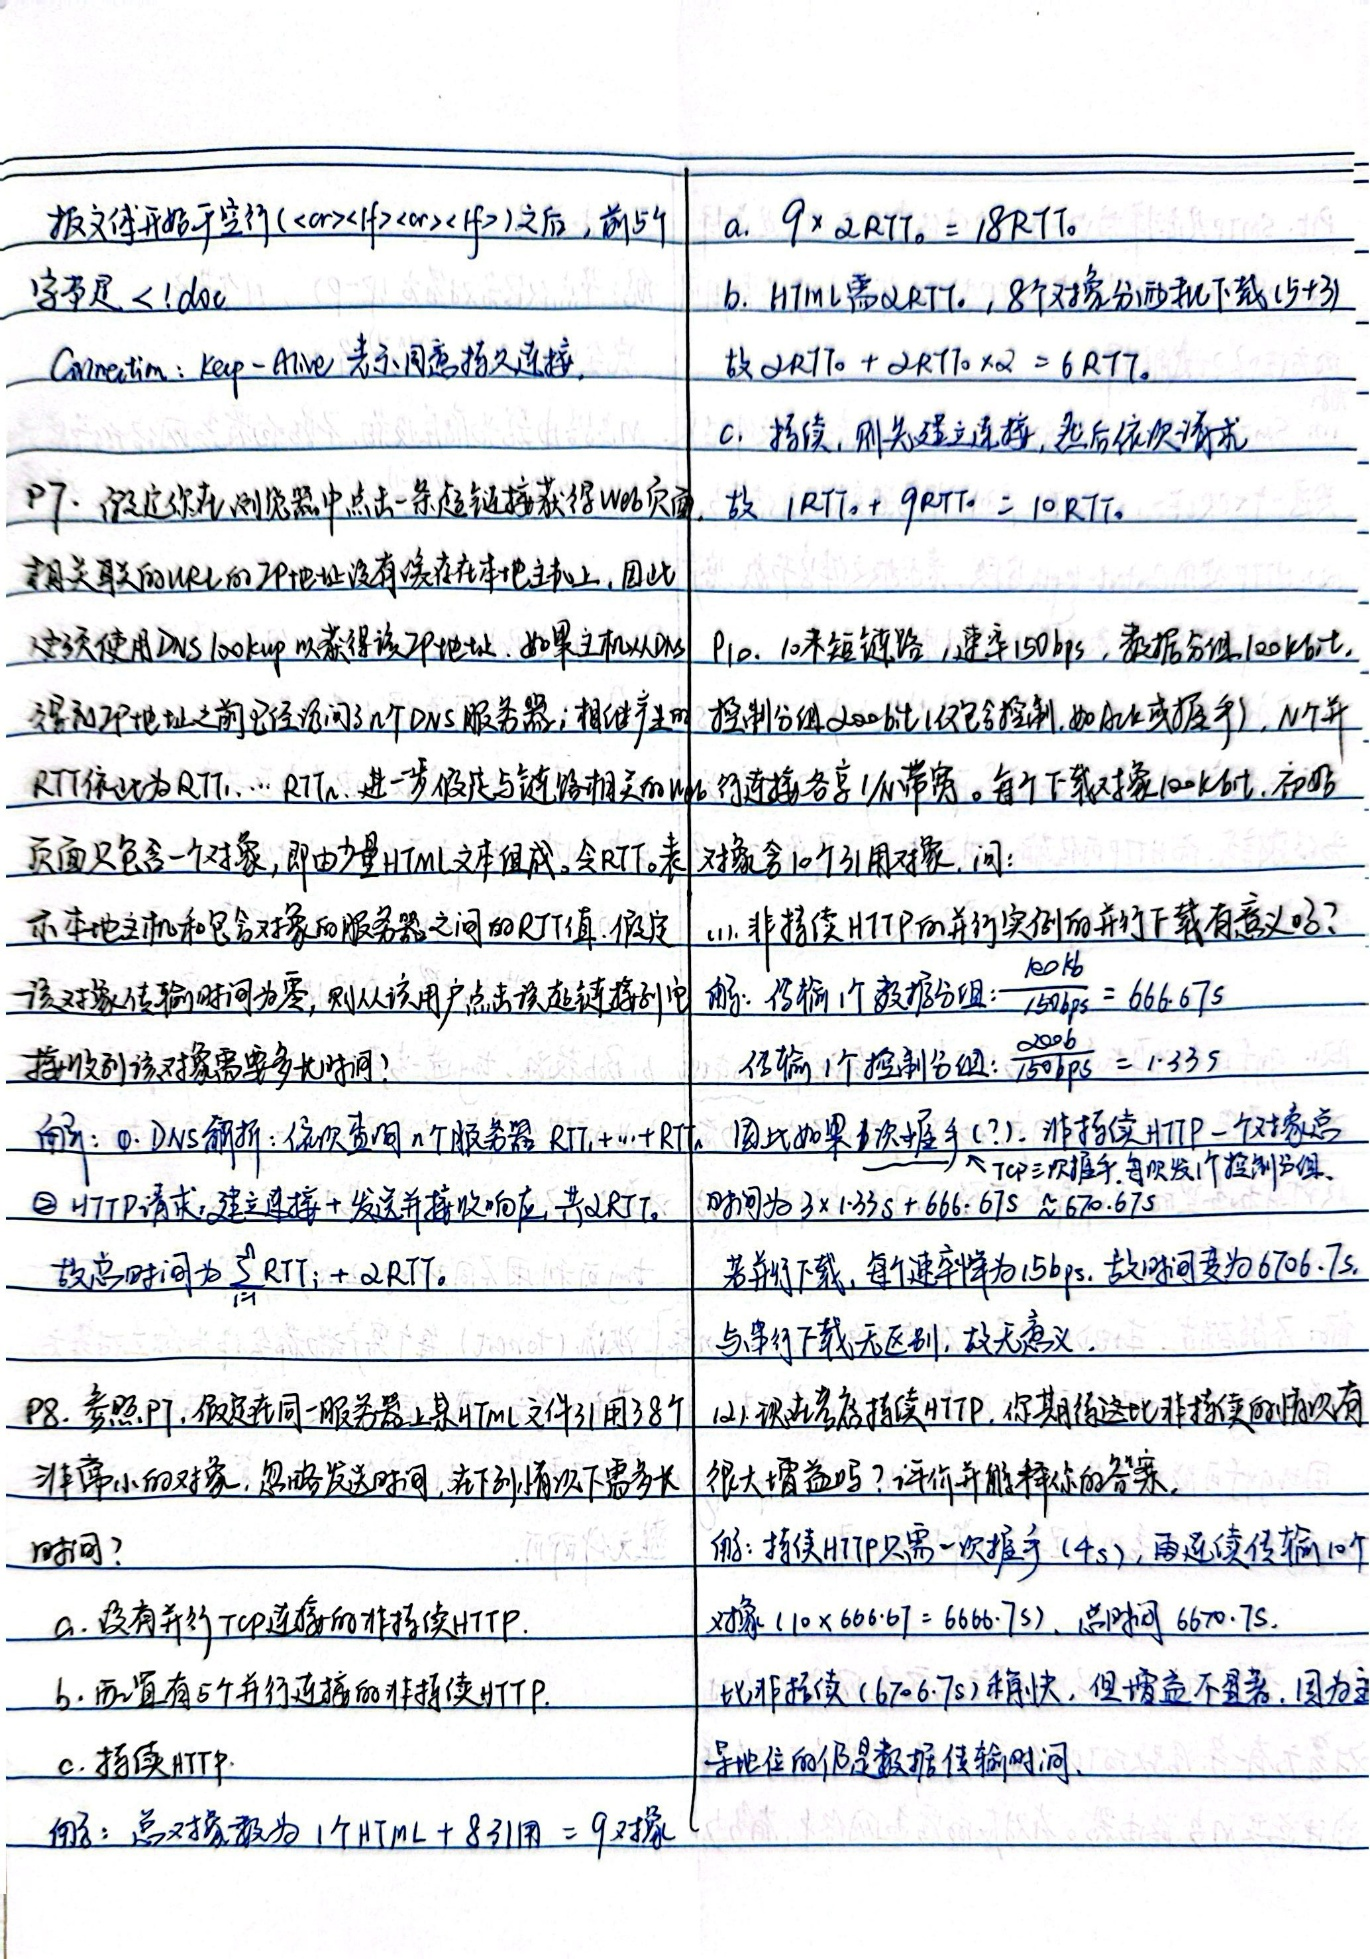 报文体开始于空行(<cr><lf><cr><lf>)之后，前5个
字节是 <!doc
Connection: Keep-Alive 表示同意持久连接.
P7. 假定你在浏览器中点击一条超链接获得Web页面,
相关联的URL的IP地址没有缓存在本地主机上,因此
必须使用DNS lookup 以获得该IP地址.如果主机从DNS
得到IP地址之前已经访问了n个DNS服务器;相继产生的
RTT依次为RTT₁.… RTTₙ. 进一步假定与链路相关的Web
页面只包含一个对象,即由少量HTML文本组成。令RTT₀表
示本地主机和包含对象的服务器之间的RTT值.假定
该对象传输时间为零,则从该用户点击该超链接到它
接收到该对象需要多长时间?
解: ①. DNS解析:依次查询n个服务器 RTT₁+…+RTTₙ
② HTTP请求:建立连接+发送并接收响应,共2RTT₀
故总时间为 ∑ⁿᵢ₌₁ RTTᵢ + 2RTT₀
P8. 参照P7,假定在同一服务器上某HTML文件引用38个
非常小的对象.忽略发送时间,在下列情况下需多长
时间?
a. 没有并行TCP连接的非持续HTTP.
b. 配置有5个并行连接的非持续HTTP.
c. 持续HTTP.
解: 总对象数为 1个HTML + 8引用 = 9对象
a. 9×2RTT₀ = 18RTT₀
b. HTML需2RTT₀，8个对象分两批下载(5+3)
故 2RTT₀ + 2RTT₀×2 = 6RTT₀
c. 持续,则先建立连接,然后依次请求
故 1RTT₀+ 9RTT₀ = 10RTT₀
P10. 10米短链路,速率150bps,数据分组100kbit,
控制分组200bit(仅包含控制,如Ack或握手),N个并
行连接各享1/N带宽。每个下载对象100kbit.初始
对象含10个引用对象.问:
(1).非持续HTTP的并行实例的并行下载有意义吗?
解: 传输1个数据分组: 100kb/150bps = 666.67s
传输1个控制分组: 200b/150bps = 1.33s
因此如果3次握手(?). 非持续HTTP一个对象总
↖TCP三次握手,每次发1个控制分组.
时间为 3×1.33s+666.67s ≈670.67s
若并行下载,每个速率降为15bps.故时间变为6706.7s.
与串行下载无区别,故无意义.
(2).现在考虑持续HTTP,你期待这比非持续的情况有
很大增益吗?评价并解释你的答案.
解:持续HTTP只需一次握手(4s),再连续传输10个
对象(10×666.67=6666.7s)、总时间6670.7s.
比非持续(6706.7s)稍快,但增益不显著,因为主
导地位的仍是数据传输时间.